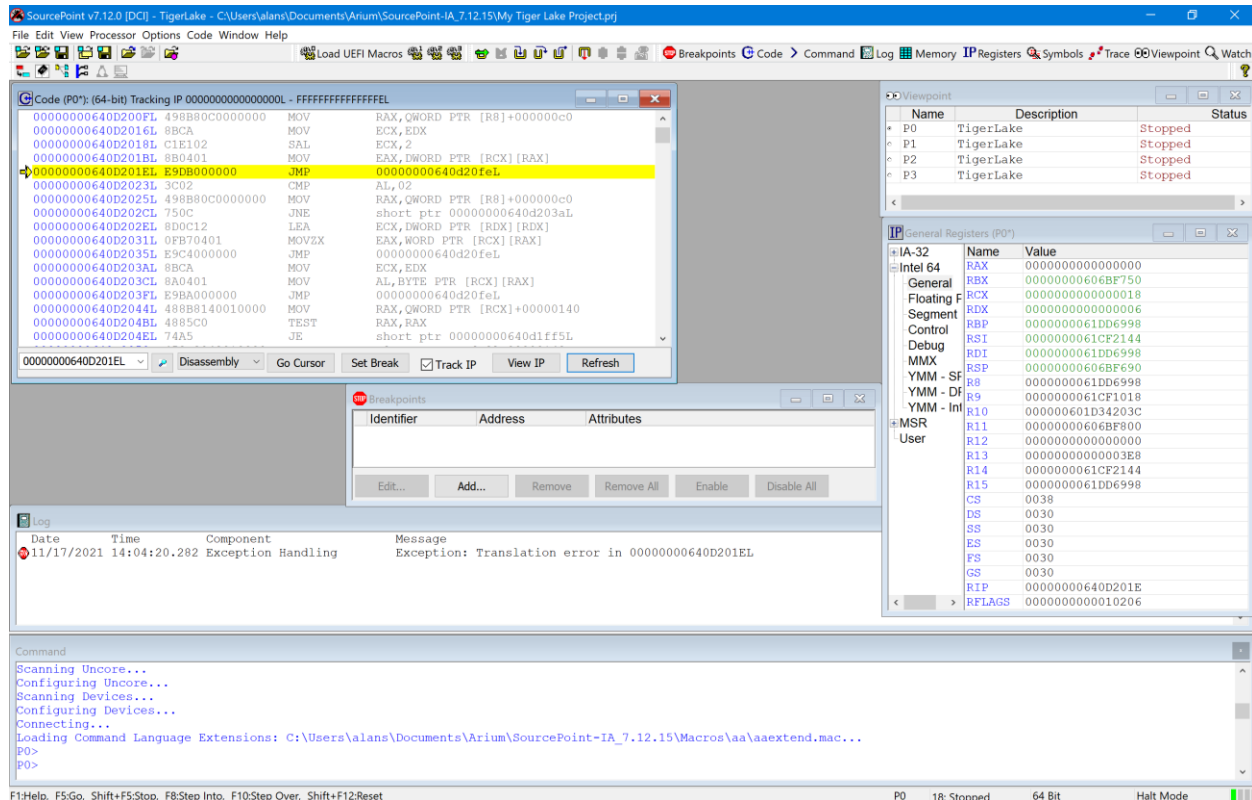 SourcePoint v7.12.0 [DCI] - TigerLake - C:\Users\alans\Documents\Arium\SourcePoint-IA_7.12.15\My Tiger Lake Project.prj
File Edit View Processor Options Code Window Help
Load UEFI Macros Breakpoints Code Command Log Memory IP Registers Symbols Trace Viewpoint Watch
Code (P0*): (64-bit) Tracking IP 0000000000000000L - FFFFFFFFFFFFFFFEL
00000000640D200FL 498B80C0000000 MOV RAX,QWORD PTR [R8]+000000c0
00000000640D2016L 8BCA MOV ECX,EDX
00000000640D2018L C1E102 SAL ECX,2
00000000640D201BL 8B0401 MOV EAX,DWORD PTR [RCX][RAX]
00000000640D201EL E9DB000000 JMP 00000000640d20feL
00000000640D2023L 3C02 CMP AL,02
00000000640D2025L 498B80C0000000 MOV RAX,QWORD PTR [R8]+000000c0
00000000640D202CL 750C JNE short ptr 00000000640d203aL
00000000640D202EL 8D0C12 LEA ECX,DWORD PTR [RDX][RDX]
00000000640D2031L 0FB70401 MOVZX EAX,WORD PTR [RCX][RAX]
00000000640D2035L E9C4000000 JMP 00000000640d20feL
00000000640D203AL 8BCA MOV ECX,EDX
00000000640D203CL 8A0401 MOV AL,BYTE PTR [RCX][RAX]
00000000640D203FL E9BA000000 JMP 00000000640d20feL
00000000640D2044L 488B8140010000 MOV RAX,QWORD PTR [RCX]+00000140
00000000640D204BL 4885C0 TEST RAX,RAX
00000000640D204EL 74A5 JE short ptr 00000000640d1ff5L
00000000640D201EL Disassembly Go Cursor Set Break Track IP View IP Refresh
Viewpoint
Name Description Status
P0 TigerLake Stopped
P1 TigerLake Stopped
P2 TigerLake Stopped
P3 TigerLake Stopped
IP General Registers (P0*)
IA-32
Intel 64
General
Floating F
Segment
Control
Debug
MMX
YMM - SF
YMM - DF
YMM - Int
MSR
User
Name Value
RAX 0000000000000000
RBX 00000000606BF750
RCX 0000000000000018
RDX 0000000000000006
RBP 0000000061DD6998
RSI 0000000061CF2144
RDI 0000000061DD6998
RSP 00000000606BF690
R8 0000000061DD6998
R9 0000000061CF1018
R10 000000601D34203C
R11 00000000606BF800
R12 0000000000000000
R13 00000000000003E8
R14 0000000061CF2144
R15 0000000061DD6998
CS 0038
DS 0030
SS 0030
ES 0030
FS 0030
GS 0030
RIP 00000000640D201E
RFLAGS 0000000000010206
Breakpoints
Identifier Address Attributes
Edit... Add... Remove Remove All Enable Disable All
Log
Date Time Component Message
11/17/2021 14:04:20.282 Exception Handling Exception: Translation error in 00000000640D201EL
Command
Scanning Uncore...
Configuring Uncore...
Scanning Devices...
Configuring Devices...
Connecting...
Loading Command Language Extensions: C:\Users\alans\Documents\Arium\SourcePoint-IA_7.12.15\Macros\aa\aaextend.mac...
P0>
P0>
F1:Help, F5:Go, Shift+F5:Stop, F8:Step Into, F10:Step Over, Shift+F12:Reset P0 18: Stopped 64 Bit Halt Mode